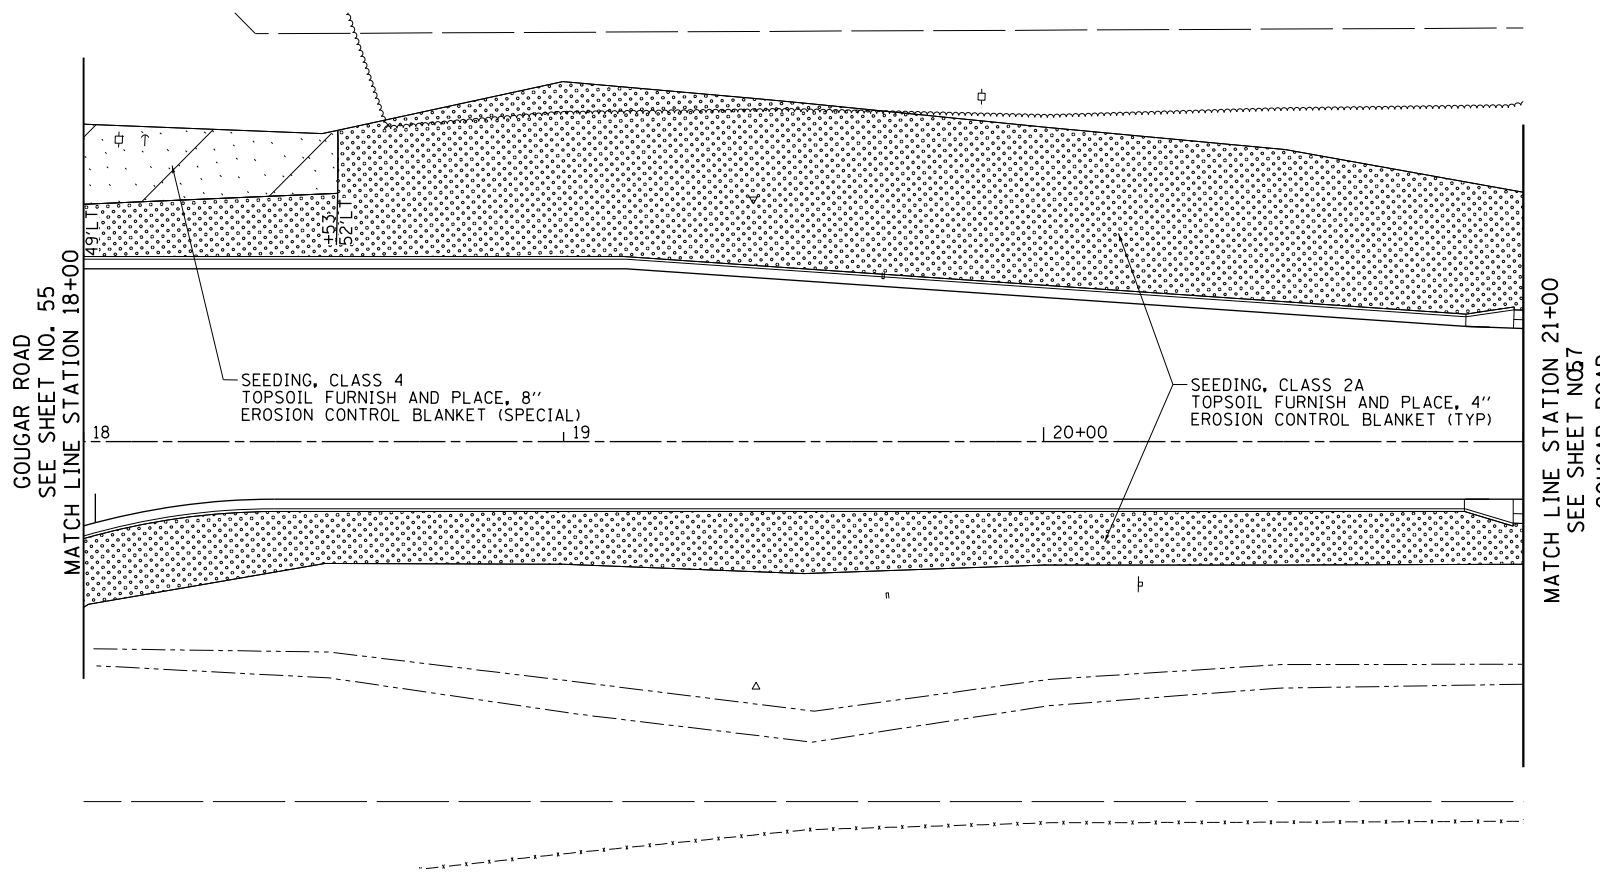 GOUGAR ROAD
SEE SHEET NO. 55
MATCH LINE STATION 18+00
49'LT
+53
52'LT
SEEDING, CLASS 4
TOPSOIL FURNISH AND PLACE, 8''
EROSION CONTROL BLANKET (SPECIAL)
SEEDING, CLASS 2A
TOPSOIL FURNISH AND PLACE, 4''
EROSION CONTROL BLANKET (TYP)
18
19
20+00
MATCH LINE STATION 21+00
SEE SHEET NO. 57
GOUGAR ROAD